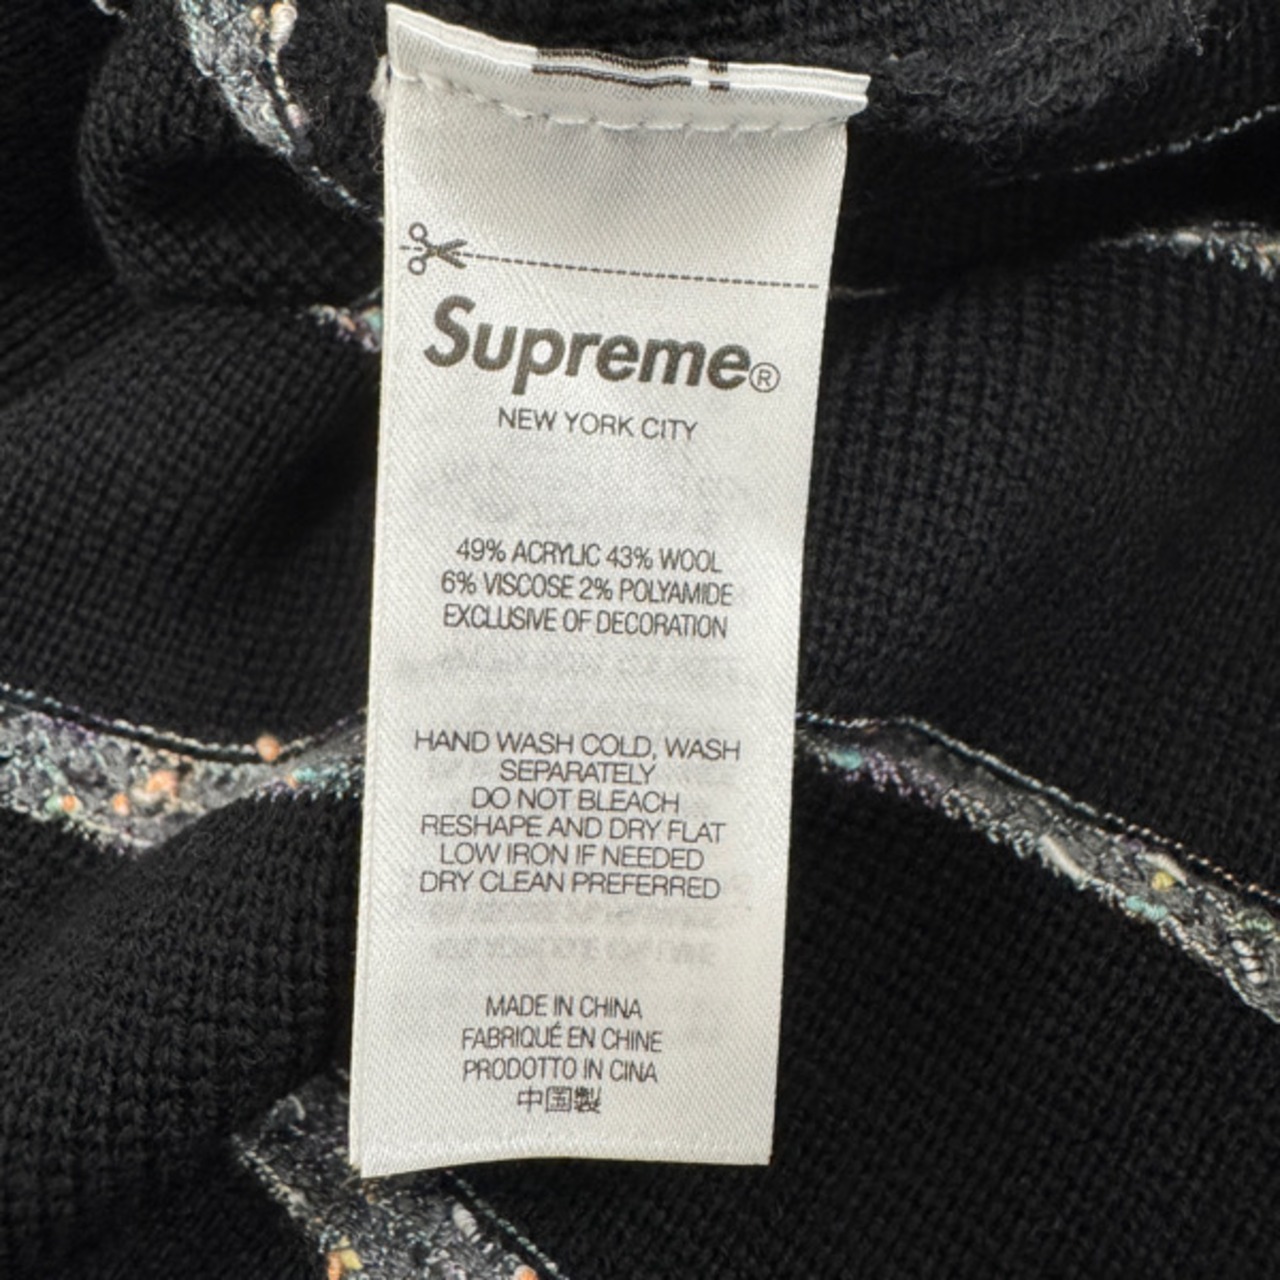 Supreme®
NEW YORK CITY
49% ACRYLIC 43% WOOL
6% VISCOSE 2% POLYAMIDE
EXCLUSIVE OF DECORATION
HAND WASH COLD, WASH
SEPARATELY
DO NOT BLEACH
RESHAPE AND DRY FLAT
LOW IRON IF NEEDED
DRY CLEAN PREFERRED
MADE IN CHINA
FABRIQUÉ EN CHINE
PRODOTTO IN CINA
中国製